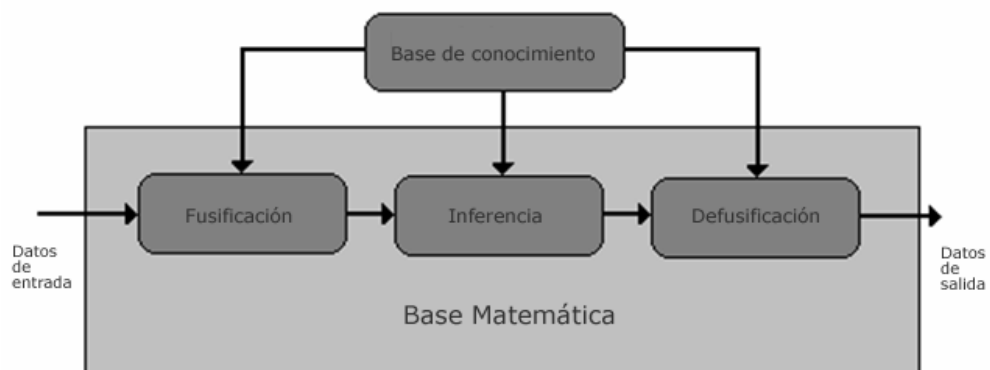 Base de conocimiento
Fusificación
Inferencia
Defusificación
Datos
de
entrada
Datos
de
salida
Base Matemática